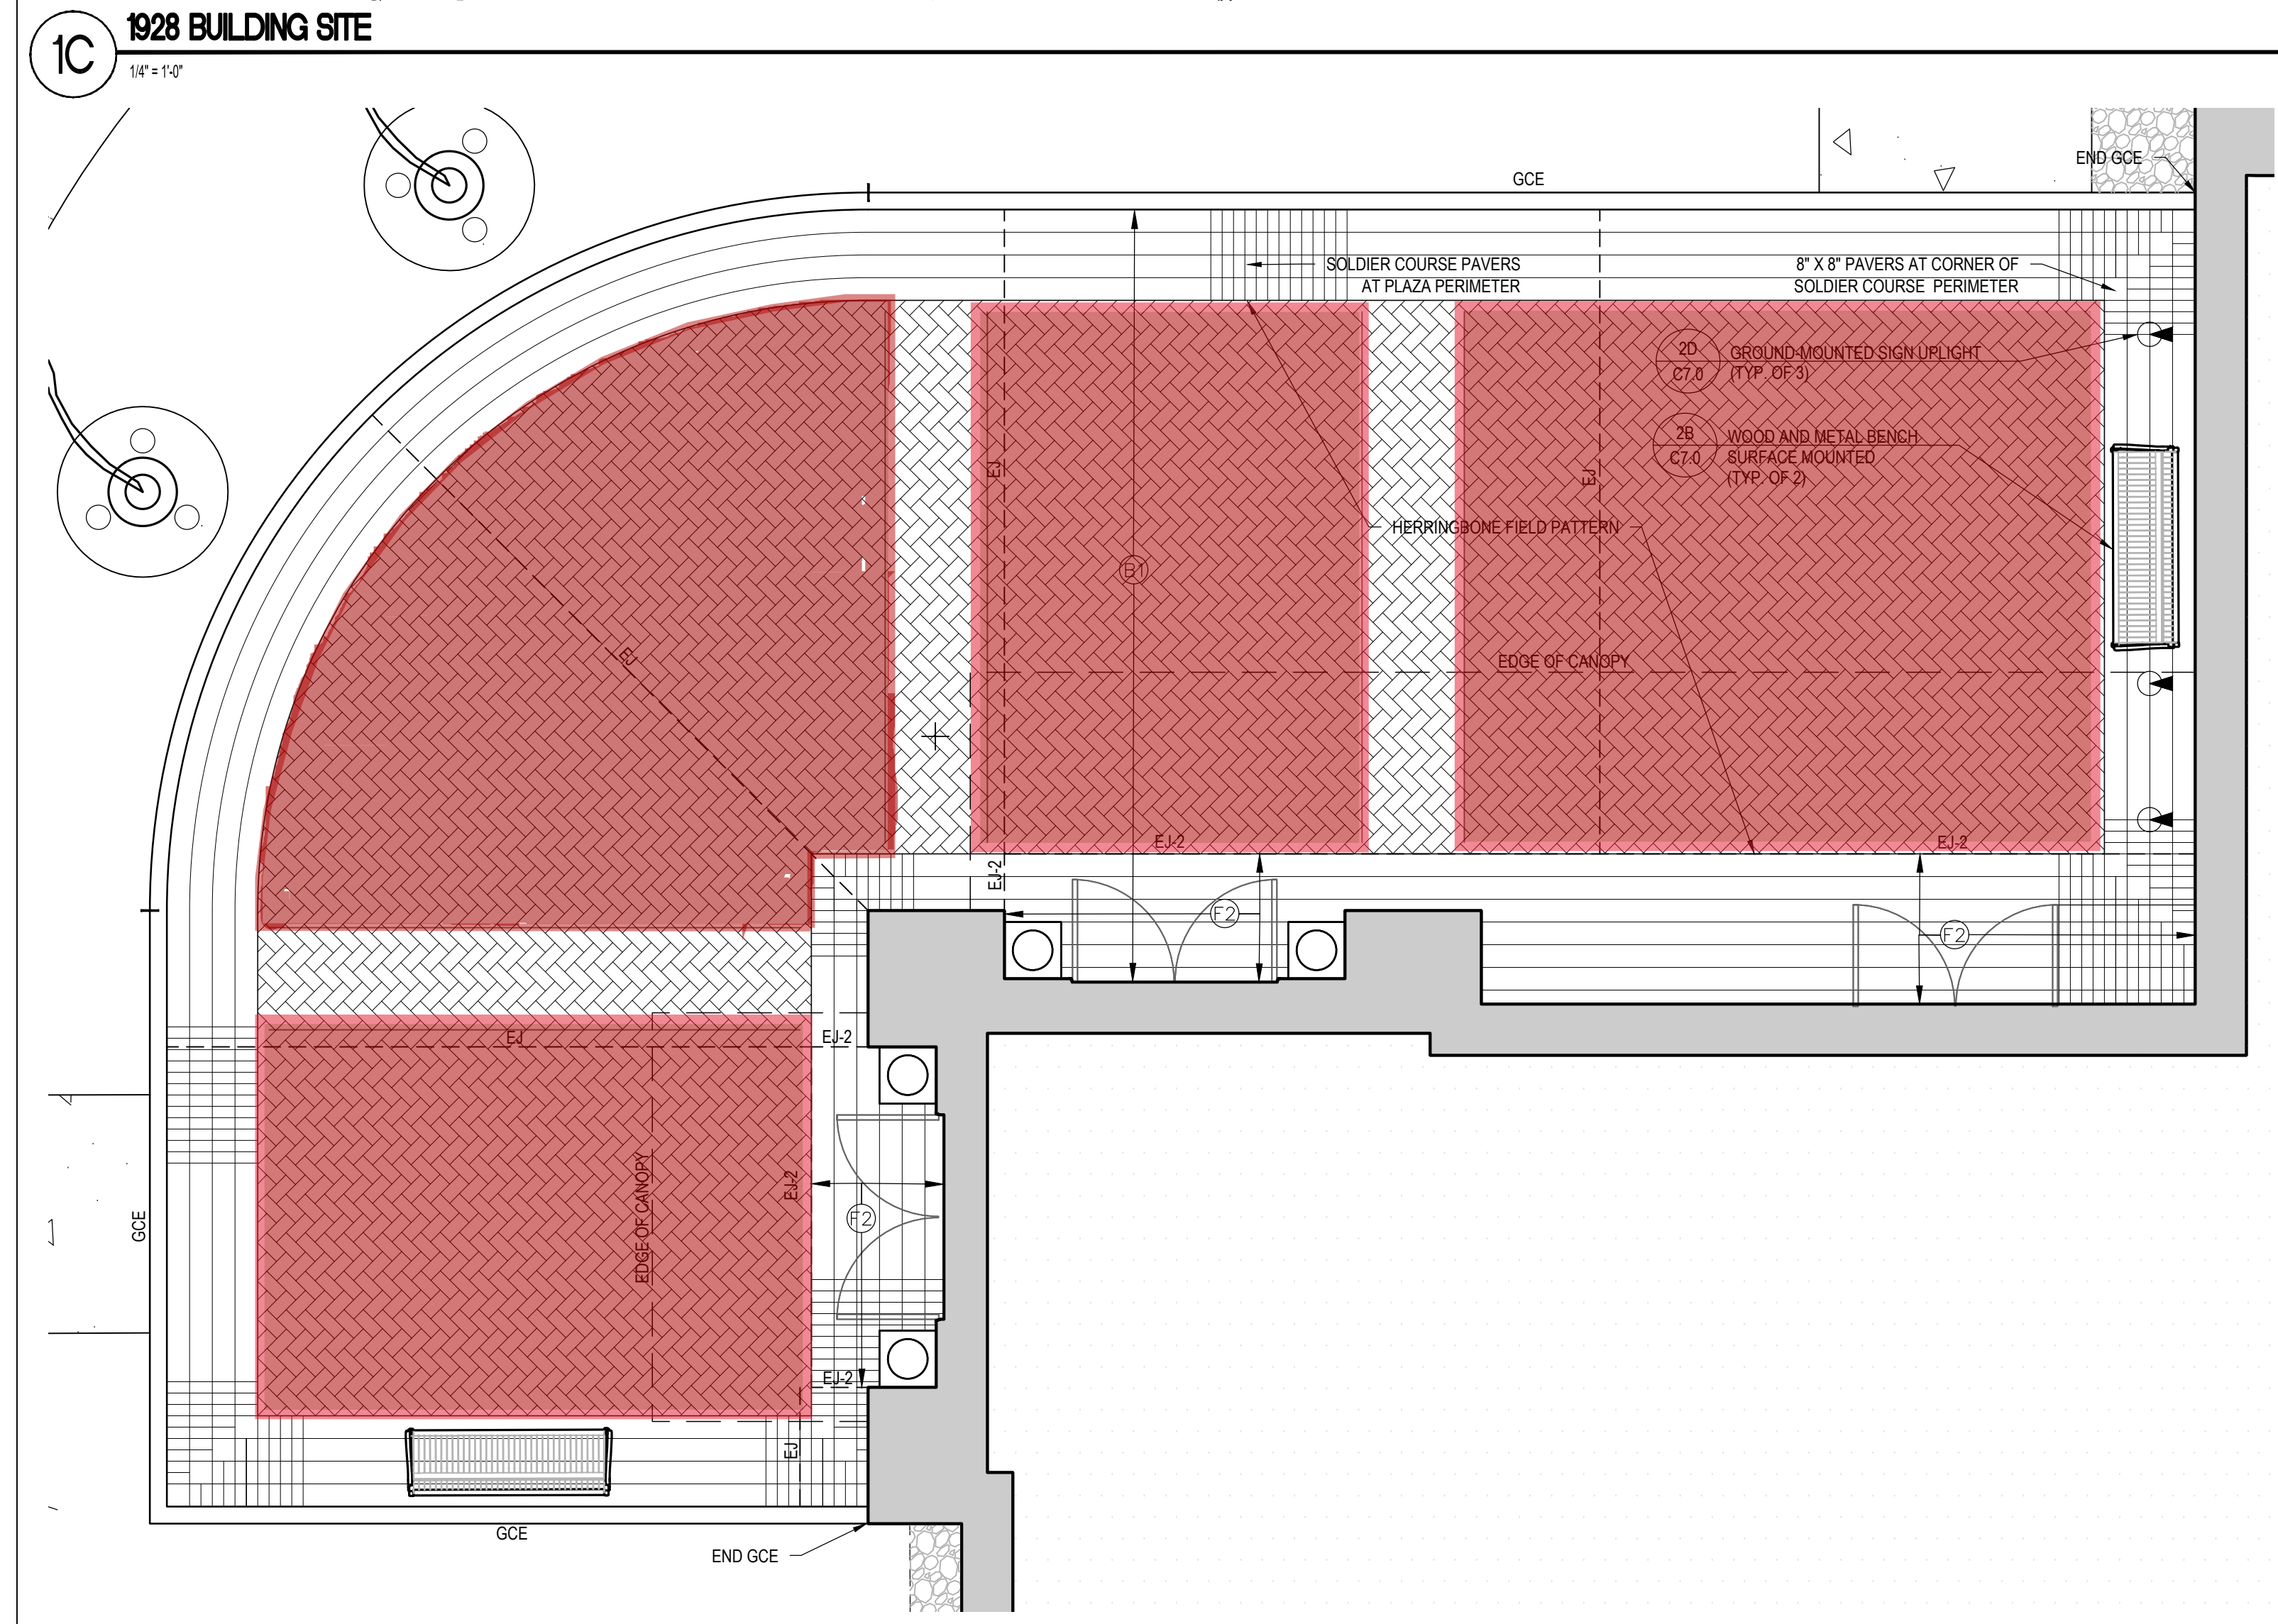 1C
1928 BUILDING SITE
1/4" = 1'-0"
END GCE
GCE
SOLDIER COURSE PAVERS
AT PLAZA PERIMETER
8" X 8" PAVERS AT CORNER OF
SOLDIER COURSE PERIMETER
2D
C7.0
GROUND-MOUNTED SIGN UPLIGHT
(TYP. OF 3)
2B
C7.0
WOOD AND METAL BENCH
SURFACE MOUNTED
(TYP. OF 2)
EJ
EJ
HERRINGBONE FIELD PATTERN
B1
EJ
EDGE OF CANOPY
EJ-2
EJ-2
EJ-2
F2
F2
EJ
EJ-2
EJ-2
EDGE OF CANOPY
F2
GCE
EJ-2
EJ
GCE
END GCE